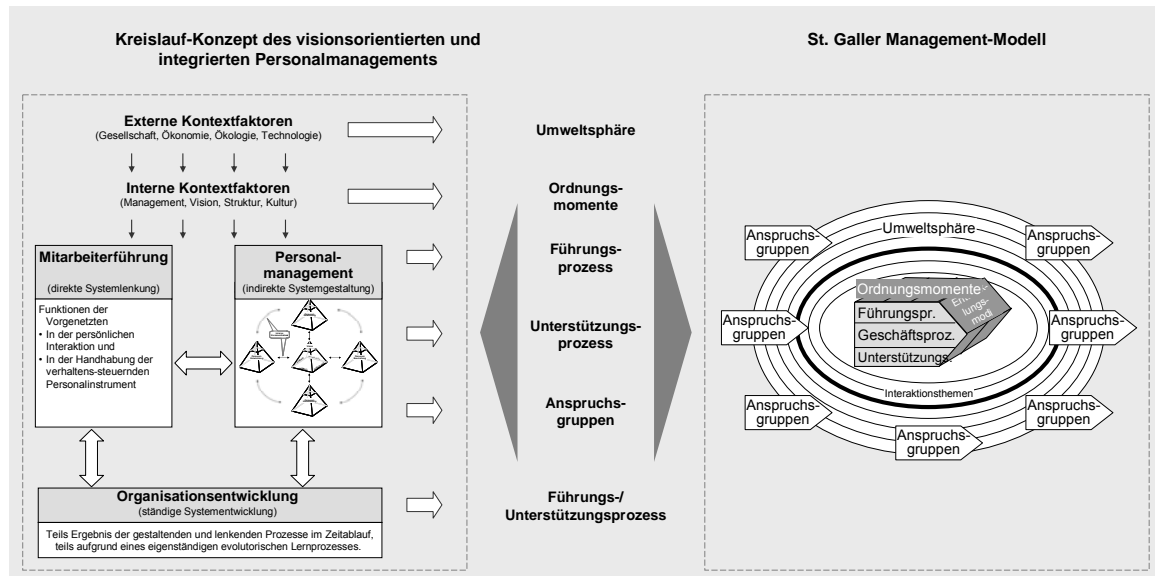 Kreislauf-Konzept des visionsorientierten und
integrierten Personalmanagements
St. Galler Management-Modell
Externe Kontextfaktoren
(Gesellschaft, Ökonomie, Ökologie, Technologie)
Interne Kontextfaktoren
(Management, Vision, Struktur, Kultur)
Mitarbeiterführung
(direkte Systemlenkung)
Funktionen der
Vorgenetzten
• In der persönlichen
Interaktion und
• In der Handhabung der
verhaltens-steuernden
Personalinstrument
Personal-
management
(indirekte Systemgestaltung)
Organisationsentwicklung
(ständige Systementwicklung)
Teils Ergebnis der gestaltenden und lenkenden Prozesse im Zeitablauf,
teils aufgrund eines eigenständigen evolutorischen Lernprozesses.
Umweltsphäre
Ordnungs-
momente
Führungs-
prozess
Unterstützungs-
prozess
Anspruchs-
gruppen
Führungs-/
Unterstützungsprozess
Anspruchs-
gruppen
Umweltsphäre
Anspruchs-
gruppen
Ordnungsmomente
Führungspr.
Geschäftsproz.
Unterstützungs.
lungs-
modi
Anspruchs-
gruppen
Anspruchs-
gruppen
Interaktionsthemen
Anspruchs-
gruppen
Anspruchs-
gruppen
Anspruchs-
gruppen